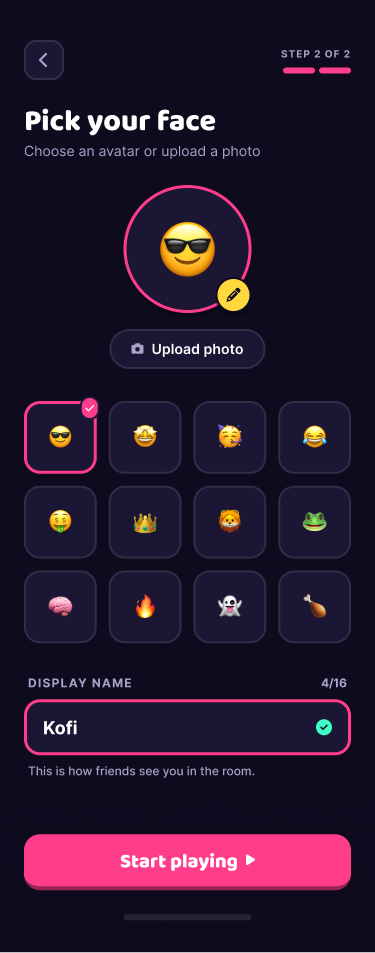 STEP 2 OF 2
Pick your face
Choose an avatar or upload a photo
Upload photo
DISPLAY NAME 4/16
Kofi
This is how friends see you in the room.
Start playing